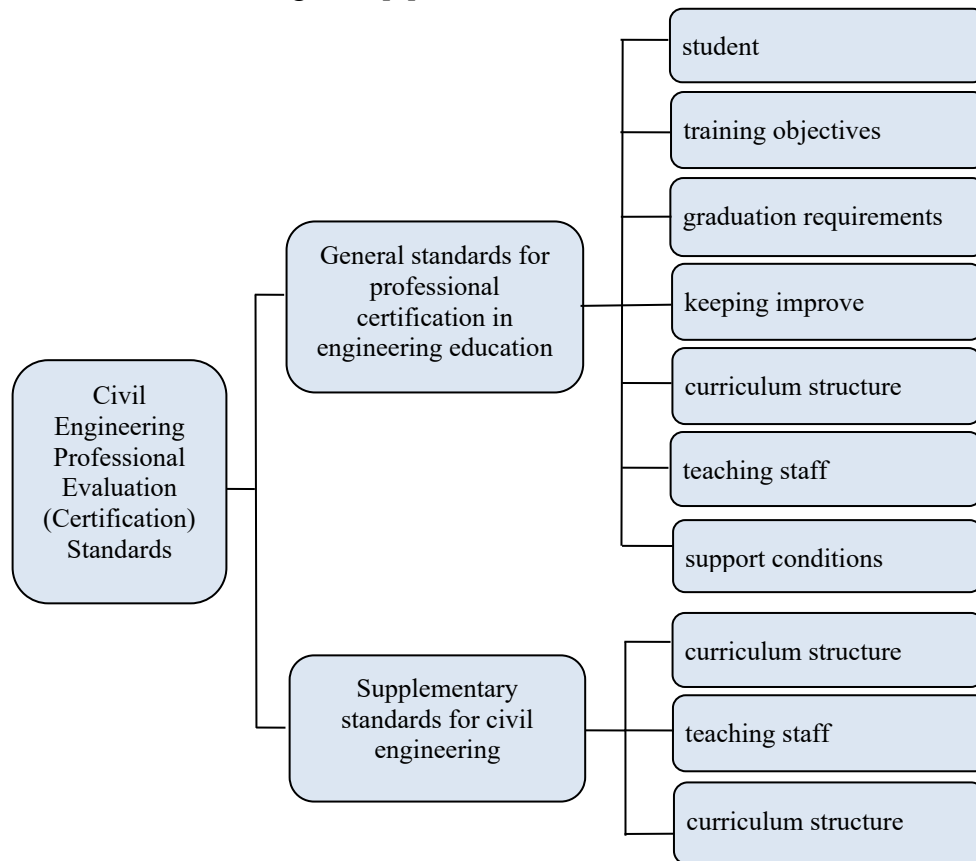 Civil
Engineering
Professional
Evaluation
(Certification)
Standards
General standards for
professional
certification in
engineering education
student
training objectives
graduation requirements
keeping improve
curriculum structure
teaching staff
support conditions
Supplementary
standards for civil
engineering
curriculum structure
teaching staff
curriculum structure